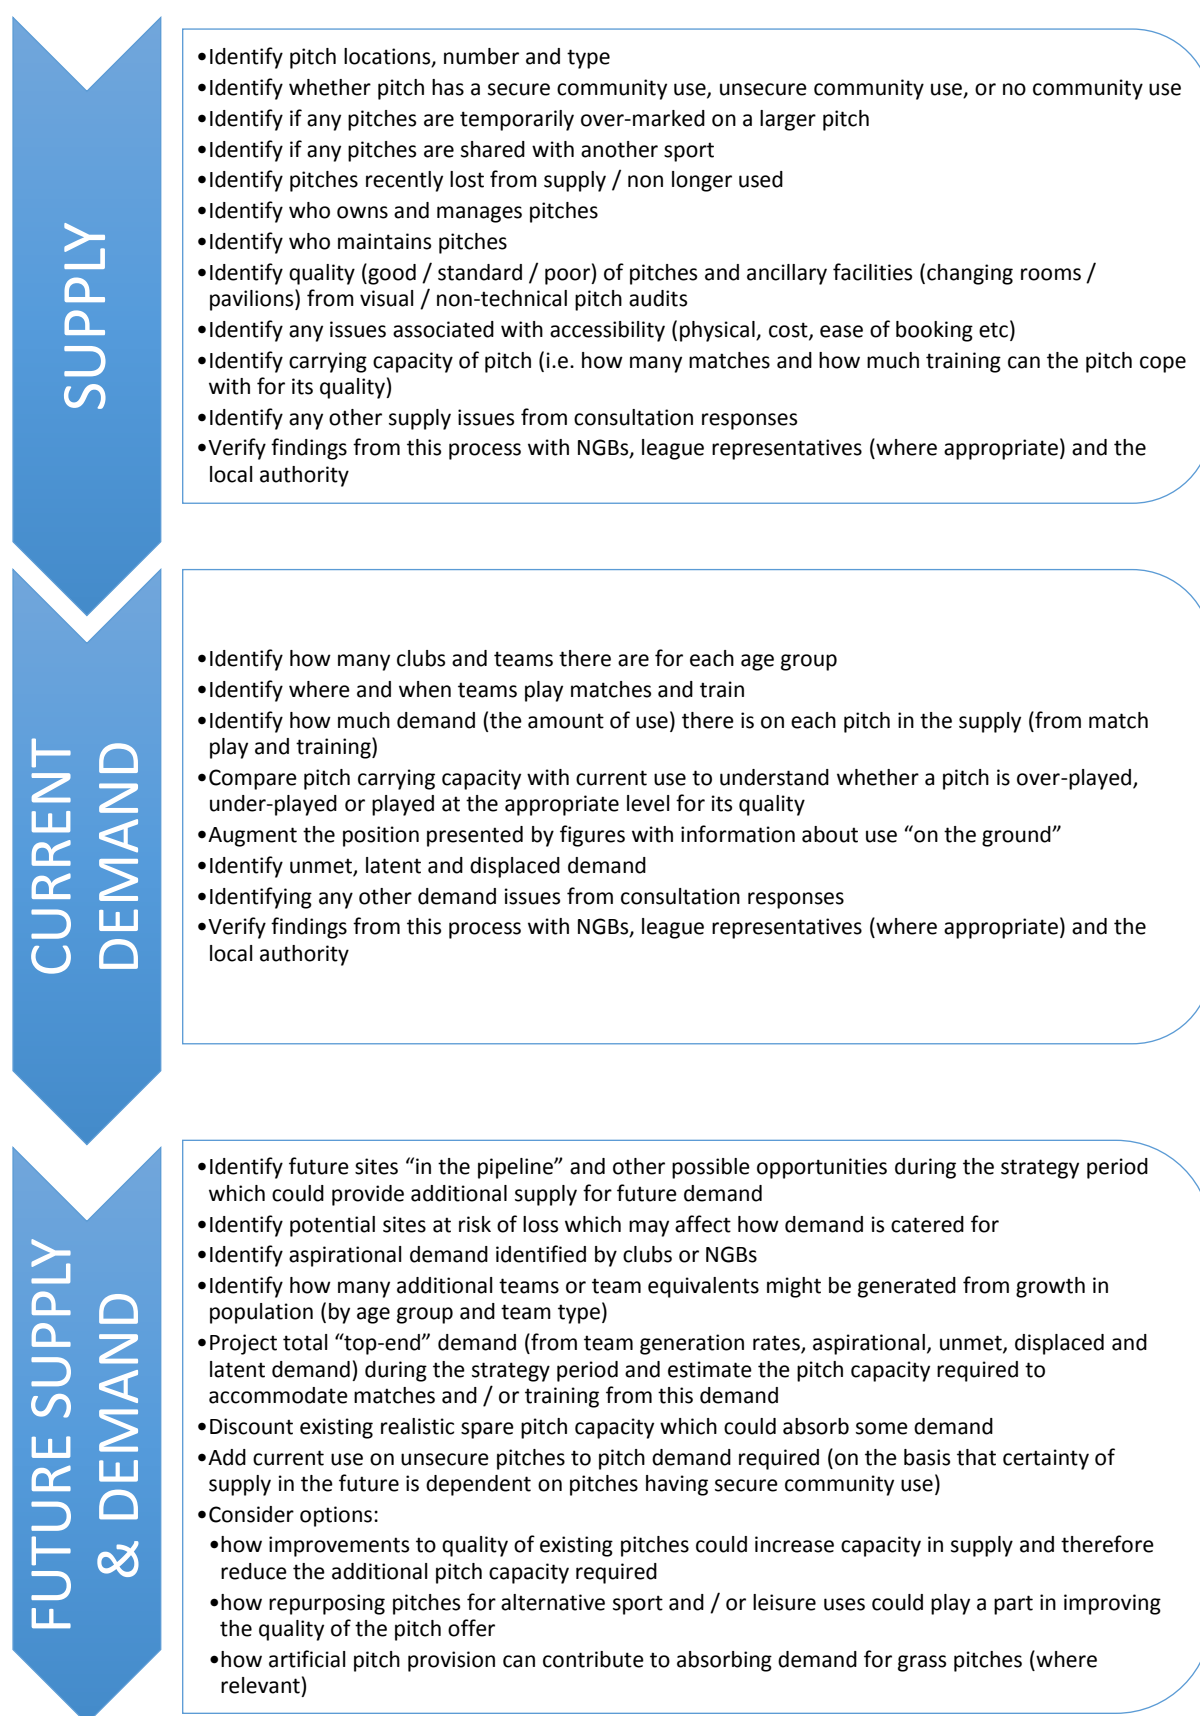 SUPPLY
•Identify pitch locations, number and type
•Identify whether pitch has a secure community use, unsecure community use, or no community use
•Identify if any pitches are temporarily over-marked on a larger pitch
•Identify if any pitches are shared with another sport
•Identify pitches recently lost from supply / non longer used
•Identify who owns and manages pitches
•Identify who maintains pitches
•Identify quality (good / standard / poor) of pitches and ancillary facilities (changing rooms /
pavilions) from visual / non-technical pitch audits
•Identify any issues associated with accessibility (physical, cost, ease of booking etc)
•Identify carrying capacity of pitch (i.e. how many matches and how much training can the pitch cope
with for its quality)
•Identify any other supply issues from consultation responses
•Verify findings from this process with NGBs, league representatives (where appropriate) and the
local authority
CURRENT
DEMAND
•Identify how many clubs and teams there are for each age group
•Identify where and when teams play matches and train
•Identify how much demand (the amount of use) there is on each pitch in the supply (from match
play and training)
•Compare pitch carrying capacity with current use to understand whether a pitch is over-played,
under-played or played at the appropriate level for its quality
•Augment the position presented by figures with information about use “on the ground”
•Identify unmet, latent and displaced demand
•Identifying any other demand issues from consultation responses
•Verify findings from this process with NGBs, league representatives (where appropriate) and the
local authority
FUTURE SUPPLY
& DEMAND
•Identify future sites “in the pipeline” and other possible opportunities during the strategy period
which could provide additional supply for future demand
•Identify potential sites at risk of loss which may affect how demand is catered for
•Identify aspirational demand identified by clubs or NGBs
•Identify how many additional teams or team equivalents might be generated from growth in
population (by age group and team type)
•Project total “top-end” demand (from team generation rates, aspirational, unmet, displaced and
latent demand) during the strategy period and estimate the pitch capacity required to
accommodate matches and / or training from this demand
•Discount existing realistic spare pitch capacity which could absorb some demand
•Add current use on unsecure pitches to pitch demand required (on the basis that certainty of
supply in the future is dependent on pitches having secure community use)
•Consider options:
•how improvements to quality of existing pitches could increase capacity in supply and therefore
reduce the additional pitch capacity required
•how repurposing pitches for alternative sport and / or leisure uses could play a part in improving
the quality of the pitch offer
•how artificial pitch provision can contribute to absorbing demand for grass pitches (where
relevant)